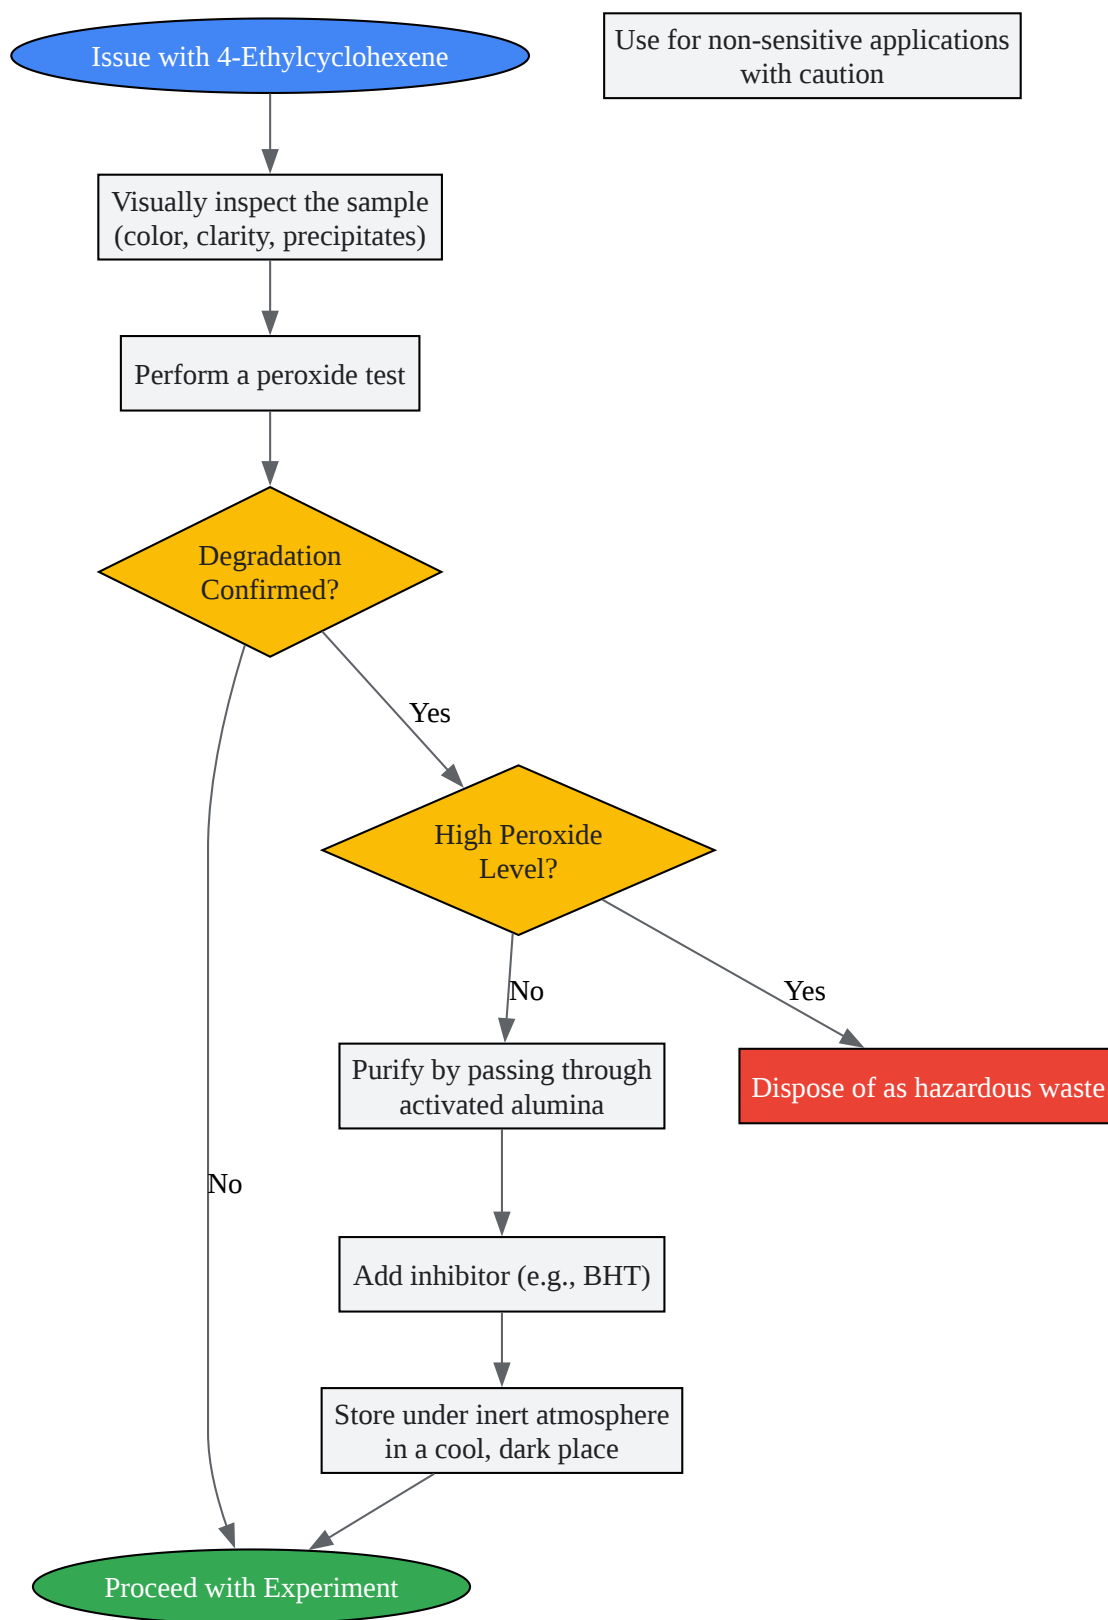 Issue with 4-Ethylcyclohexene
Use for non-sensitive applications
with caution
Visually inspect the sample
(color, clarity, precipitates)
Perform a peroxide test
Degradation
Confirmed?
Yes
High Peroxide
Level?
No
Yes
Purify by passing through
activated alumina
Dispose of as hazardous waste
No
Add inhibitor (e.g., BHT)
Store under inert atmosphere
in a cool, dark place
Proceed with Experiment